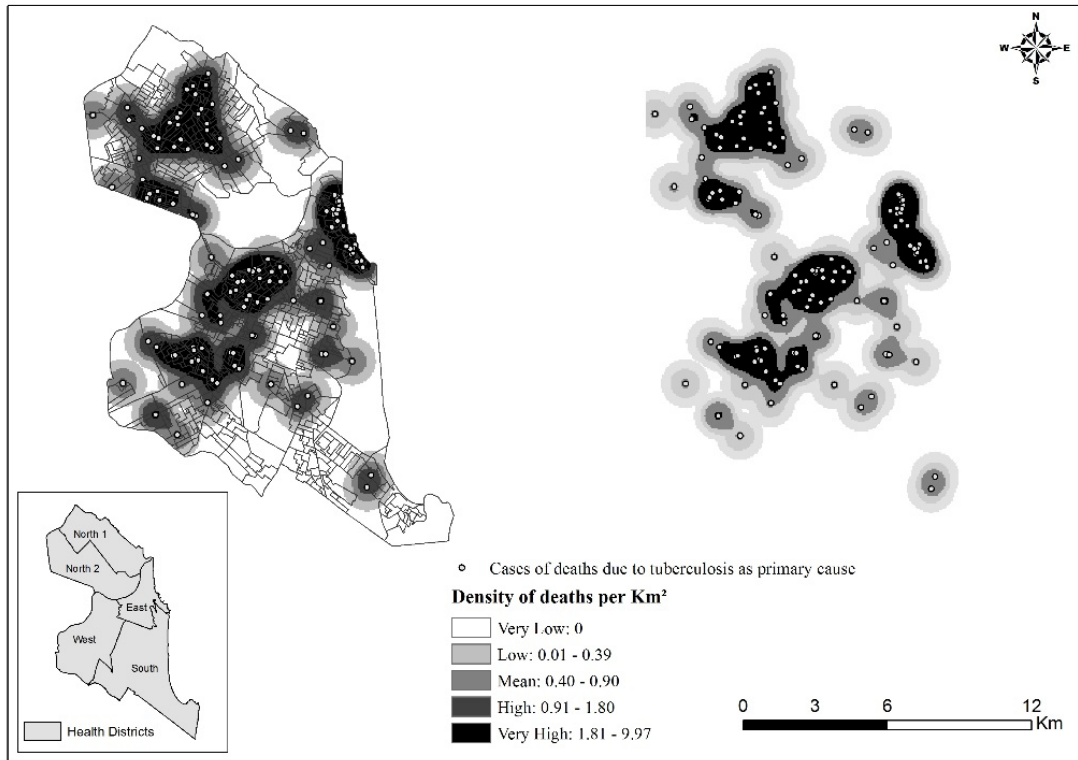 N
W E
S
North 1
North 2
East
West
South
Health Districts
Cases of deaths due to tuberculosis as primary cause
Density of deaths per Km²
Very Low: 0
Low: 0.01 - 0.39
Mean: 0.40 - 0.90
High: 0.91 - 1.80
Very High: 1.81 - 9.97
0 3 6 12
Km